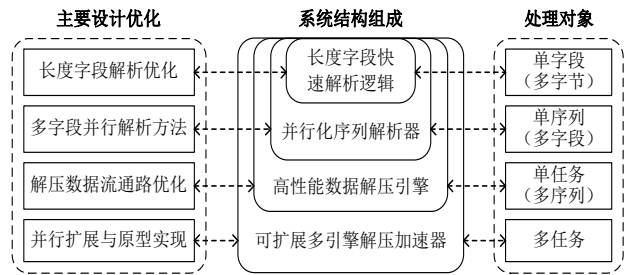 主要设计优化
系统结构组成
处理对象
长度字段解析优化
长度字段快
速解析逻辑
单字段
（多字节）
多字段并行解析方法
并行化序列解析器
单序列
（多字段）
解压数据流通路优化
高性能数据解压引擎
单任务
（多序列）
并行扩展与原型实现
可扩展多引擎解压加速器
多任务